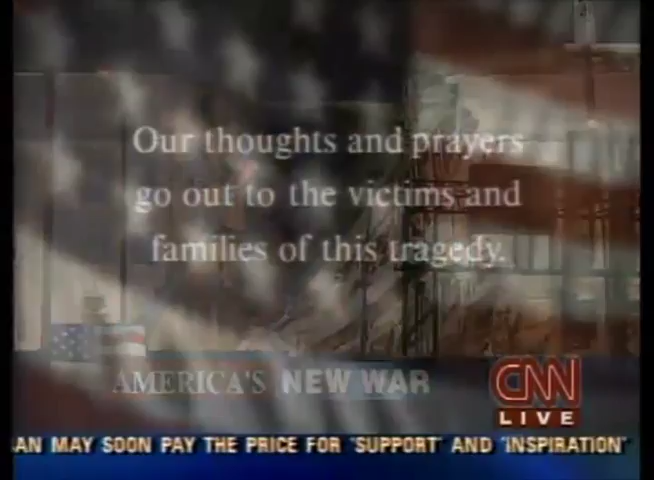 Our thoughts and prayers
go out to the victims and
families of this tragedy.
AMERICA'S NEW WAR
CNN
LIVE
AN MAY SOON PAY THE PRICE FOR "SUPPORT" AND "INSPIRATION"